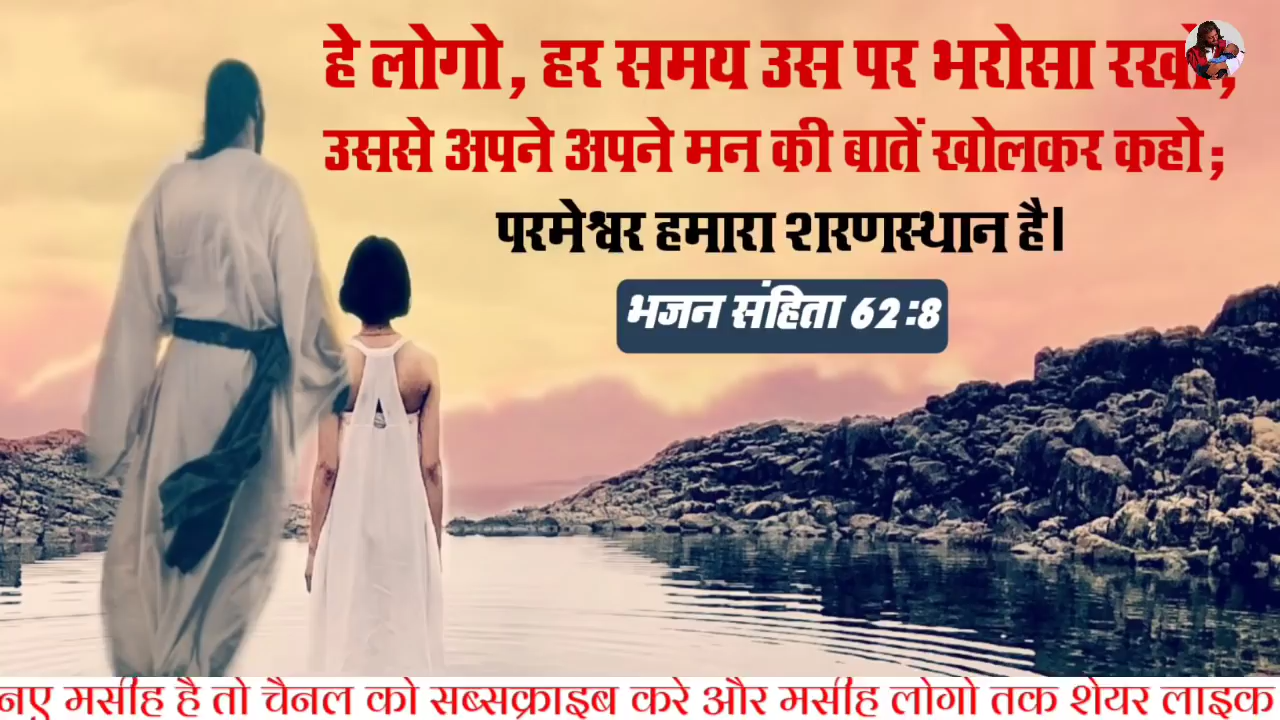 हे लोगो, हर समय उस पर भरोसा रखो,
उससे अपने अपने मन की बातें खोलकर कहो;
परमेश्वर हमारा शरणस्थान है।
भजन संहिता 62:8
नए मसीह है तो चैनल को सब्सक्राइब करे और मसीह लोगो तक शेयर लाइक